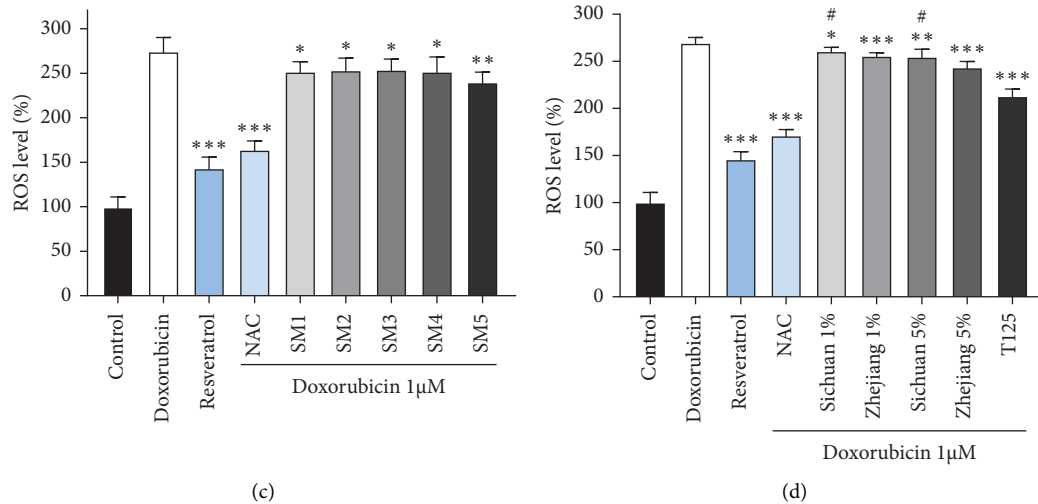 ROS level (%)
300
250
200
150
100
50
0
*** *** * * * * **
Control
Doxorubicin
Resveratrol
NAC
SM1
SM2
SM3
SM4
SM5
Doxorubicin 1μM
(c)
ROS level (%)
300
250
200
150
100
50
0
# #
*** *** * *** ** *** ***
Control
Doxorubicin
Resveratrol
NAC
Sichuan 1%
Zhejiang 1%
Sichuan 5%
Zhejiang 5%
T125
Doxorubicin 1μM
(d)